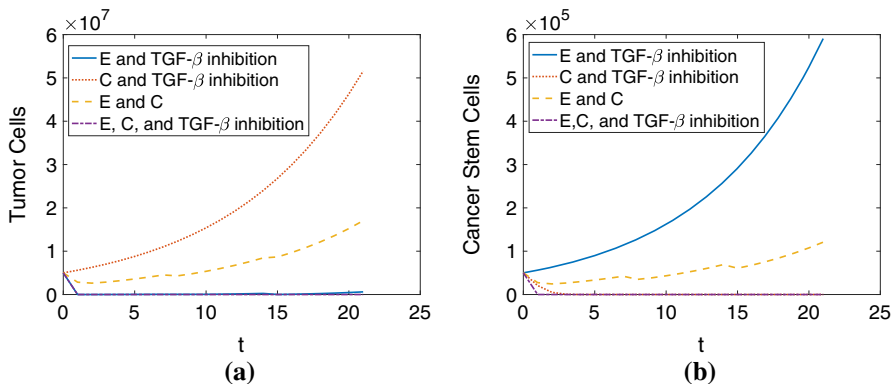 ×10⁷
6
5
4
3
2
1
0
Tumor Cells
E and TGF-β inhibition
C and TGF-β inhibition
E and C
E, C, and TGF-β inhibition
0 5 10 15 20 25
t
(a)
×10⁵
6
5
4
3
2
1
0
Cancer Stem Cells
E and TGF-β inhibition
C and TGF-β inhibition
E and C
E,C, and TGF-β inhibition
0 5 10 15 20 25
t
(b)